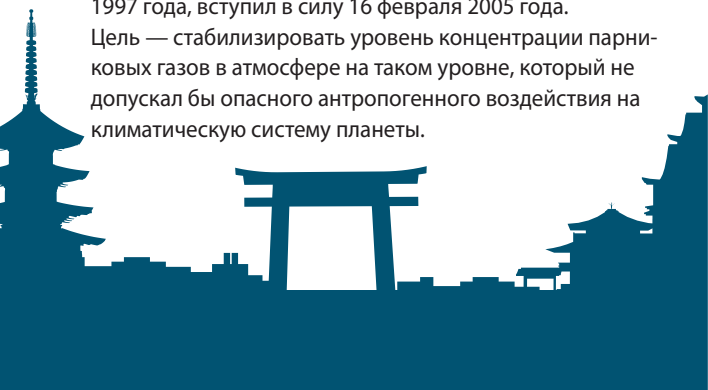 1997 года, вступил в силу 16 февраля 2005 года.
Цель — стабилизировать уровень концентрации парни-
ковых газов в атмосфере на таком уровне, который не
допускал бы опасного антропогенного воздействия на
климатическую систему планеты.